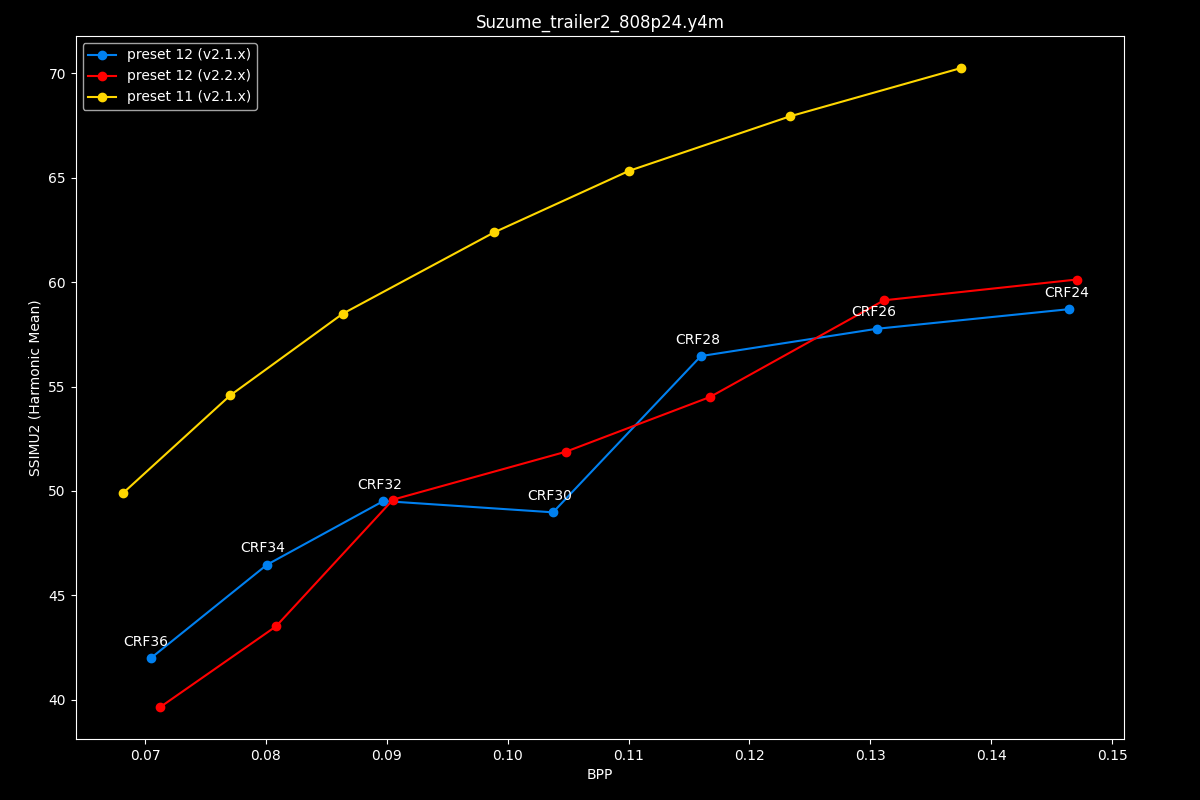 Suzume_trailer2_808p24.y4m
preset 12 (v2.1.x)
preset 12 (v2.2.x)
preset 11 (v2.1.x)
SSIMU2 (Harmonic Mean)
70
65
60
55
50
45
40
CRF24
CRF26
CRF28
CRF32
CRF30
CRF34
CRF36
0.07 0.08 0.09 0.10 0.11 0.12 0.13 0.14 0.15
BPP